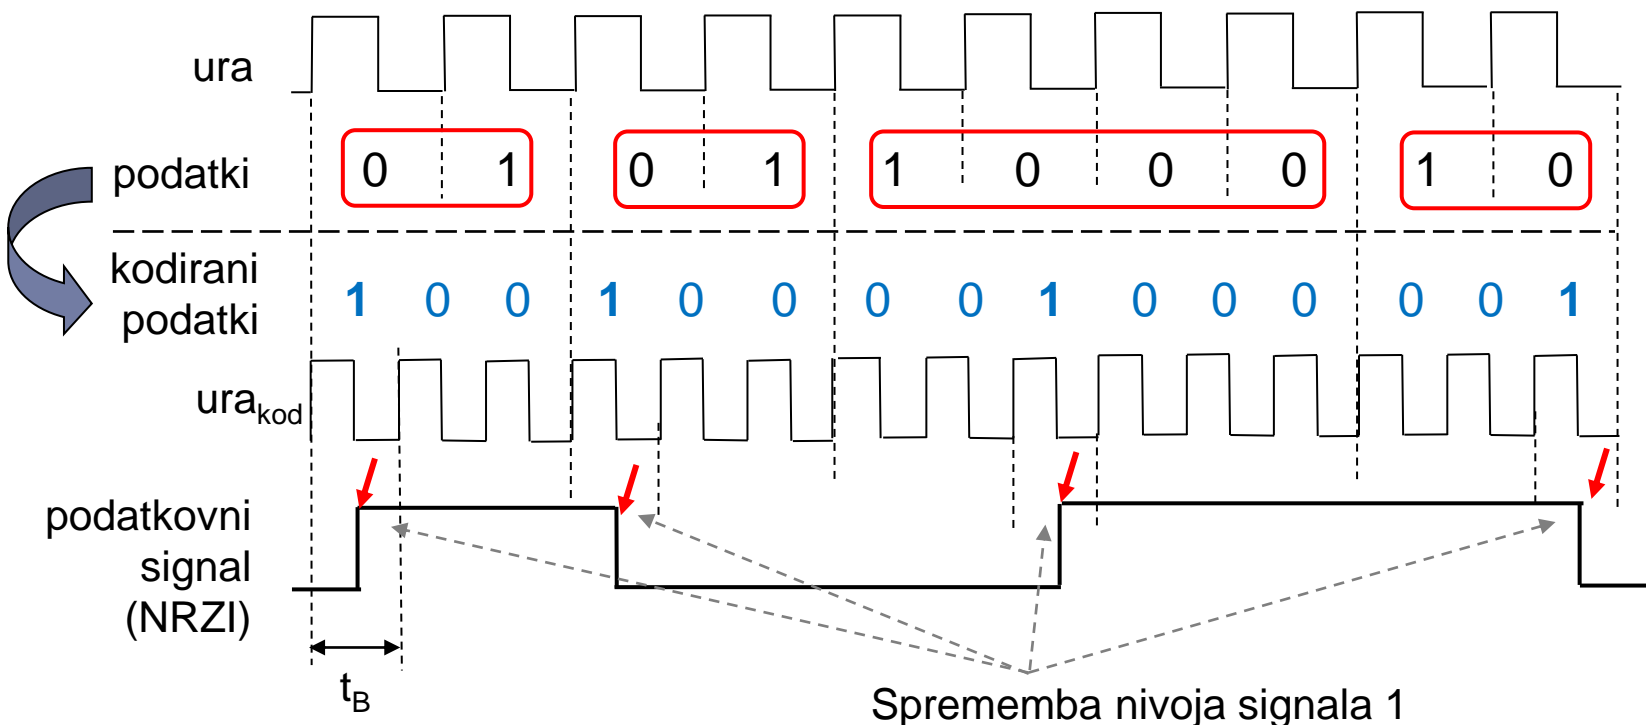 ura
podatki 0 1 0 1 1 0 0 0 1 0
kodirani
podatki 1 0 0 1 0 0 0 0 1 0 0 0 0 0 1
ura_kod
podatkovni
signal
(NRZI)
t_B
Sprememba nivoja signala 1